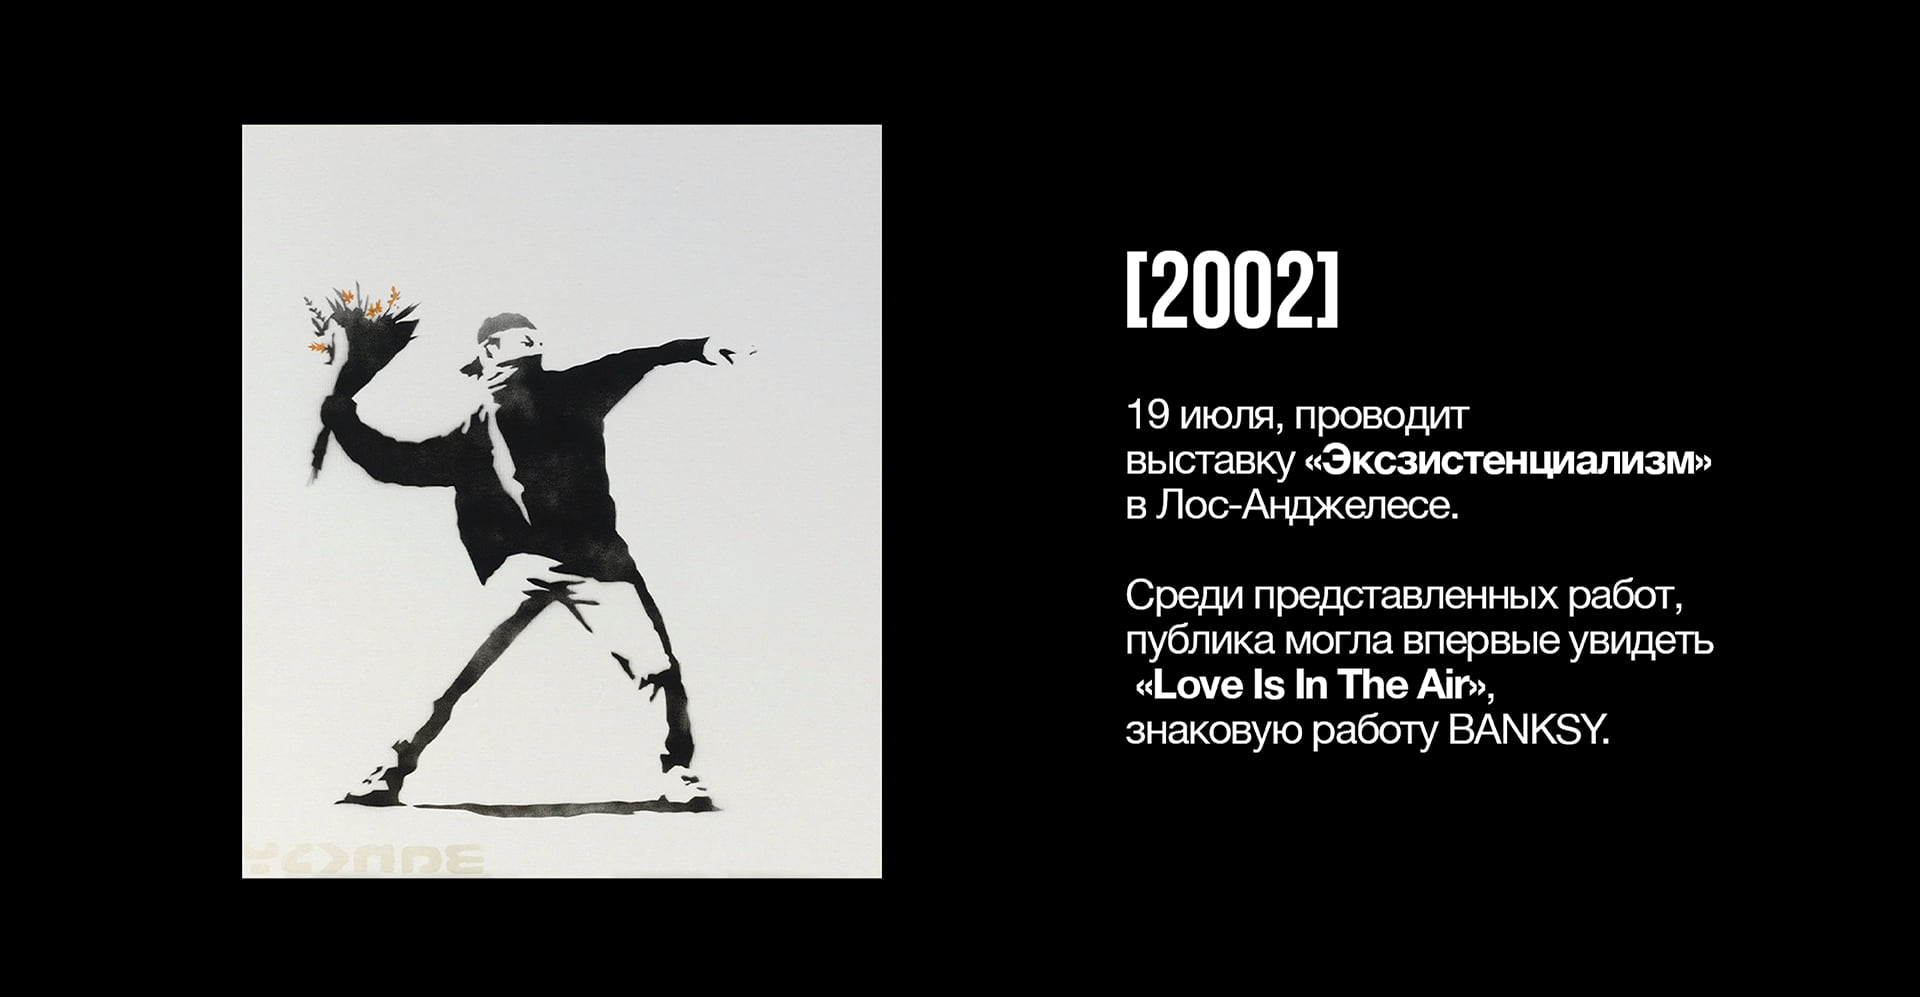 [2002]
19 июля, проводит
выставку «Эксзистенциализм»
в Лос-Анджелесе.
Среди представленных работ,
публика могла впервые увидеть
«Love Is In The Air»,
знаковую работу BANKSY.